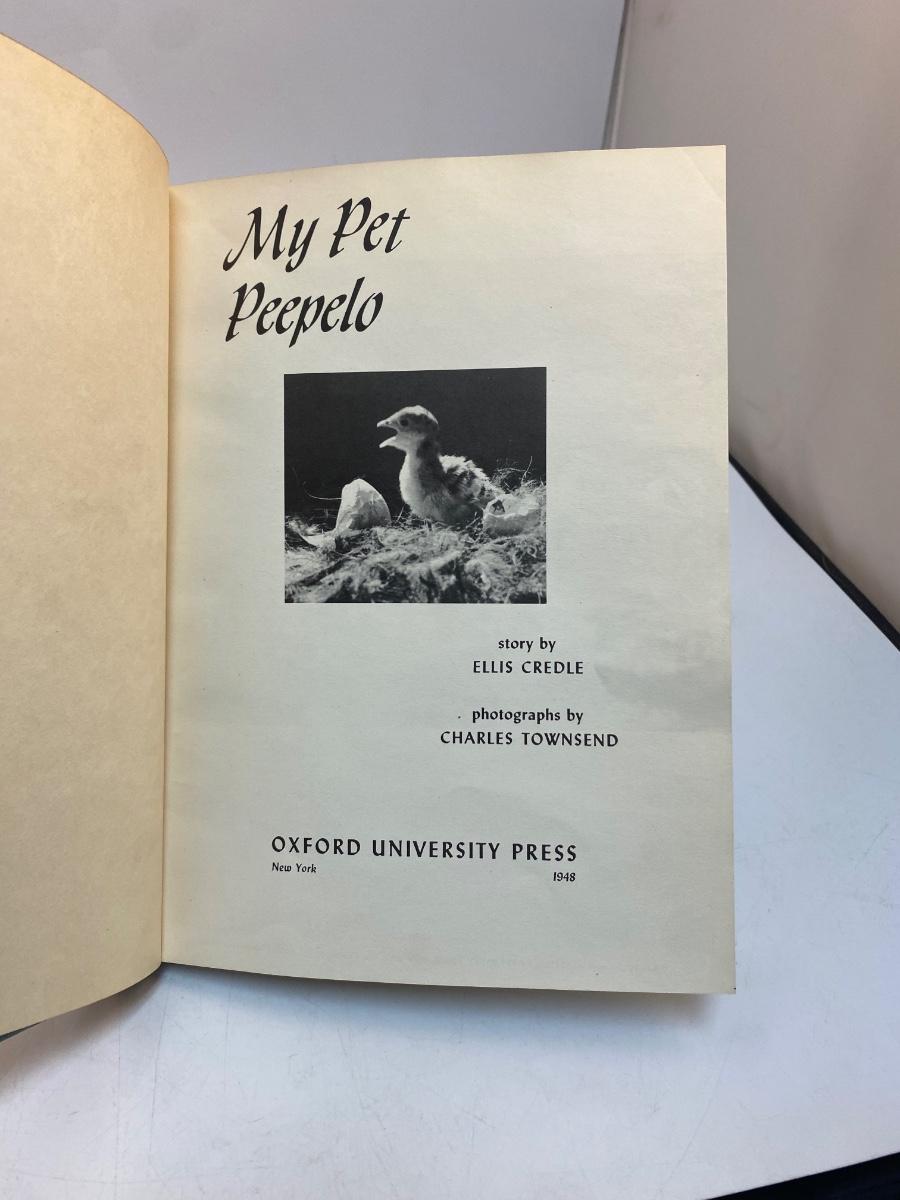 My Pet
Peepelo
story by
ELLIS CREDLE
photographs by
CHARLES TOWNSEND
OXFORD UNIVERSITY PRESS
New York 1948